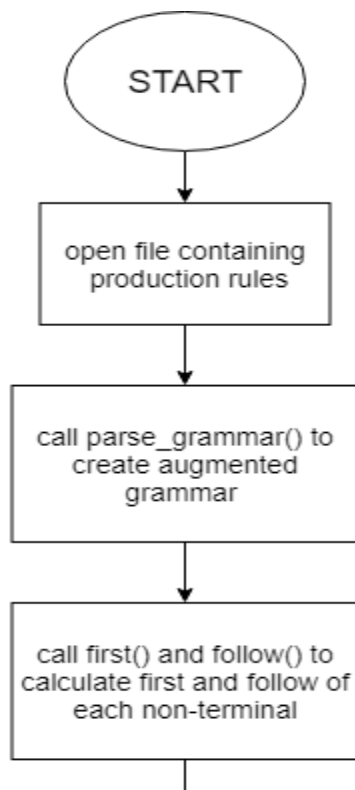 START
open file containing
production rules
call parse_grammar() to
create augmented
grammar
call first() and follow() to
calculate first and follow of
each non-terminal